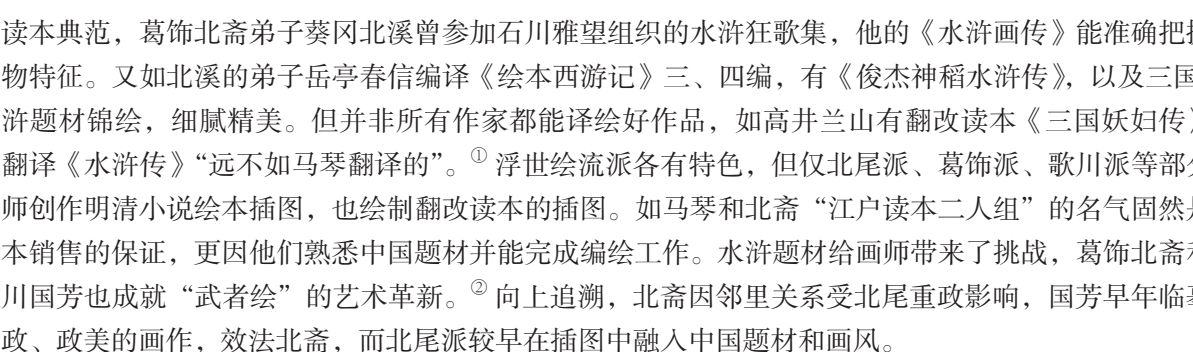 读本典范，葛饰北斋弟子葵冈北溪曾参加石川雅望组织的水浒狂歌集，他的《水浒画传》能准确把
物特征。又如北溪的弟子岳亭春信编译《绘本西游记》三、四编，有《俊杰神稻水浒传》，以及三国
浒题材锦绘，细腻精美。但并非所有作家都能译绘好作品，如高井兰山有翻改读本《三国妖妇传》
翻译《水浒传》“远不如马琴翻译的”。① 浮世绘流派各有特色，但仅北尾派、葛饰派、歌川派等部
师创作明清小说绘本插图，也绘制翻改读本的插图。如马琴和北斋“江户读本二人组”的名气固然
本销售的保证，更因他们熟悉中国题材并能完成编绘工作。水浒题材给画师带来了挑战，葛饰北斋
川国芳也成就“武者绘”的艺术革新。② 向上追溯，北斋因邻里关系受北尾重政影响，国芳早年临
政、政美的画作，效法北斋，而北尾派较早在插图中融入中国题材和画风。